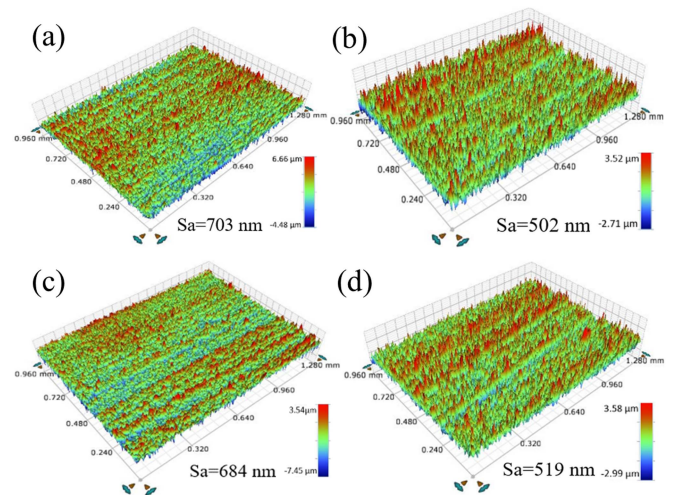 (a)
0.960 mm
0.720
0.480
0.240
0.320
0.640
0.960
1.280 mm
6.66 μm
-4.48 μm
Sa=703 nm
(b)
0.960 mm
0.720
0.480
0.240
0.320
0.640
0.960
1.280 mm
3.52 μm
-2.71 μm
Sa=502 nm
(c)
0.960 mm
0.720
0.480
0.240
0.320
0.640
0.960
1.280 mm
3.54μm
-7.45 μm
Sa=684 nm
(d)
0.960 mm
0.720
0.480
0.240
0.320
0.640
0.960
1.280 mm
3.58 μm
-2.99 μm
Sa=519 nm